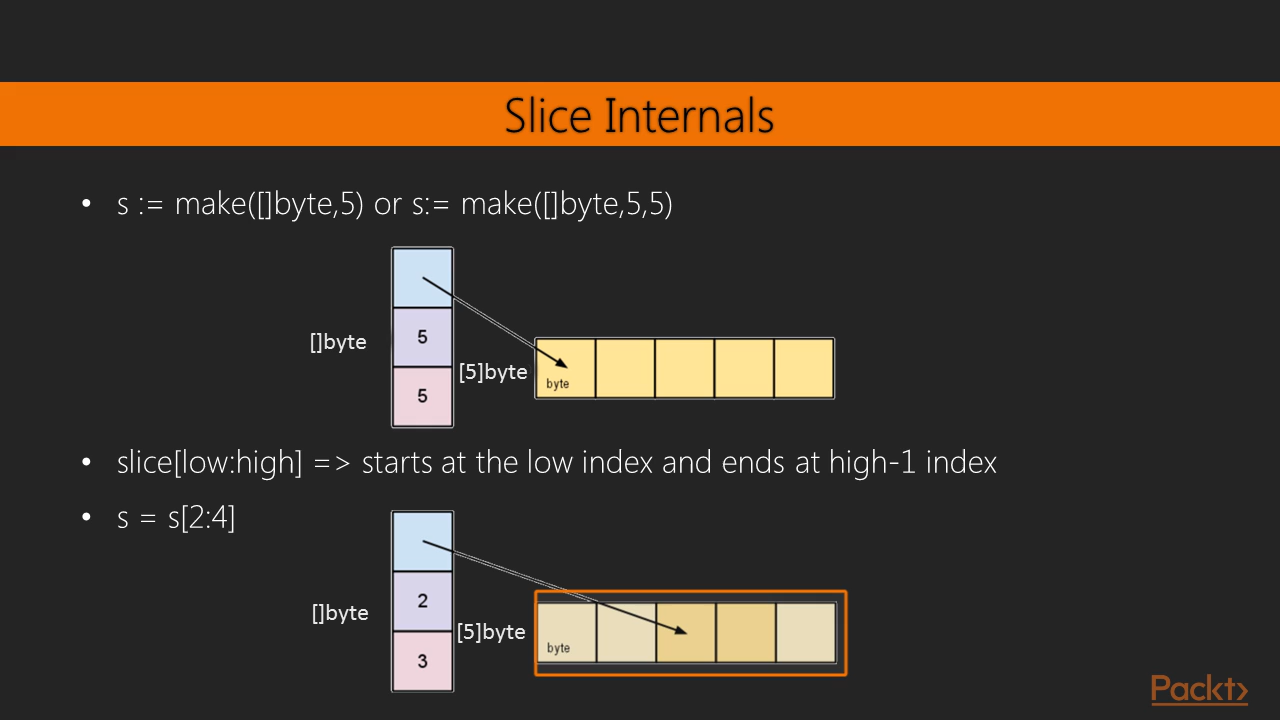 Slice Internals
• s := make([]byte,5) or s:= make([]byte,5,5)
[]byte
5
5
[5]byte
byte
• slice[low:high] => starts at the low index and ends at high-1 index
• s = s[2:4]
[]byte
2
3
[5]byte
byte
Packt>